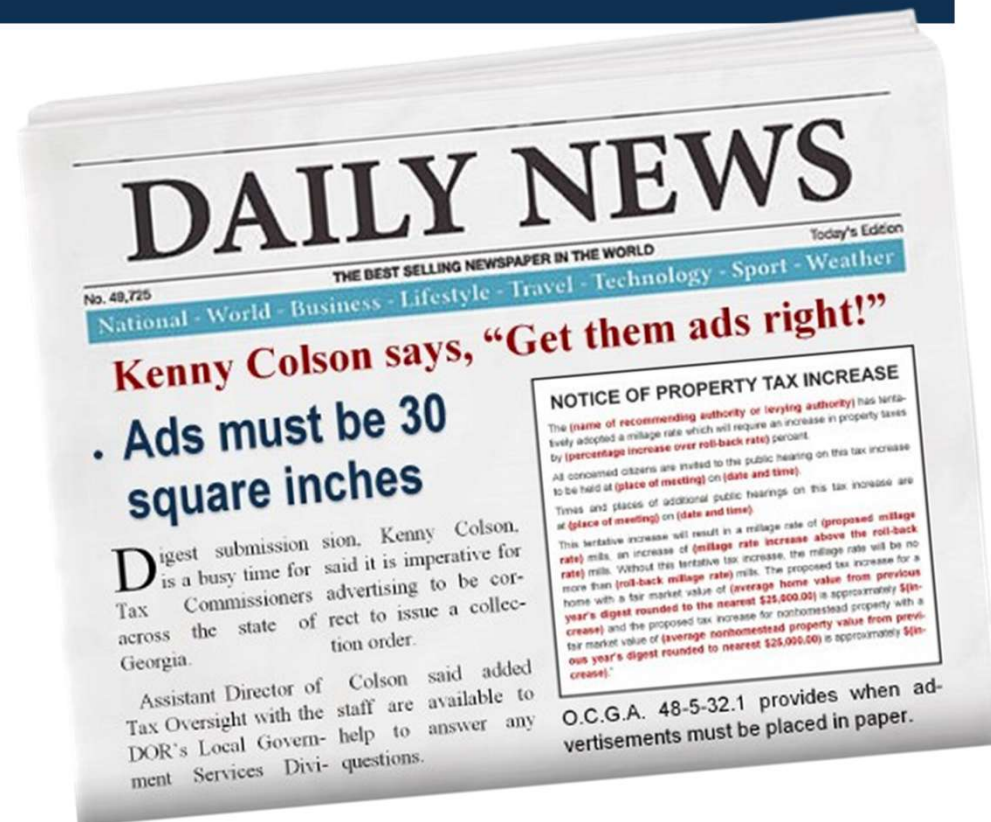 DAILY NEWS
THE BEST SELLING NEWSPAPER IN THE WORLD
No. 49,725
Today's Edition
National - World - Business - Lifestyle - Travel - Technology - Sport - Weather
Kenny Colson says, “Get them ads right!”
. Ads must be 30
square inches
Digest submission
is a busy time for
Tax Commissioners
across the state of
Georgia.
Assistant Director of
Tax Oversight with the
DOR's Local Govern-
ment Services Divi-
sion, Kenny Colson,
said it is imperative for
advertising to be cor-
rect to issue a collec-
tion order.
Colson said added
staff are available to
help to answer any
questions.
NOTICE OF PROPERTY TAX INCREASE
The (name of recommending authority or levying authority) has tenta-
tively adopted a millage rate which will require an increase in property taxes
by (percentage increase over roll-back rate) percent.
All concerned citizens are invited to the public hearing on this tax increase
to be held at (place of meeting) on (date and time).
Times and places of additional public hearings on this tax increase are
at (place of meeting) on (date and time).
This tentative increase will result in a millage rate of (proposed millage
rate) mills, an increase of (millage rate increase above the roll-back
rate) mills. Without this tentative tax increase, the millage rate will be no
more than (roll-back millage rate) mills. The proposed tax increase for a
home with a fair market value of (average home value from previous
year's digest rounded to the nearest $25,000.00) is approximately $(in-
crease) and the proposed tax increase for nonhomestead property with a
fair market value of (average nonhomestead property value from previ-
ous year's digest rounded to nearest $25,000.00) is approximately $(in-
crease)."
O.C.G.A. 48-5-32.1 provides when ad-
vertisements must be placed in paper.